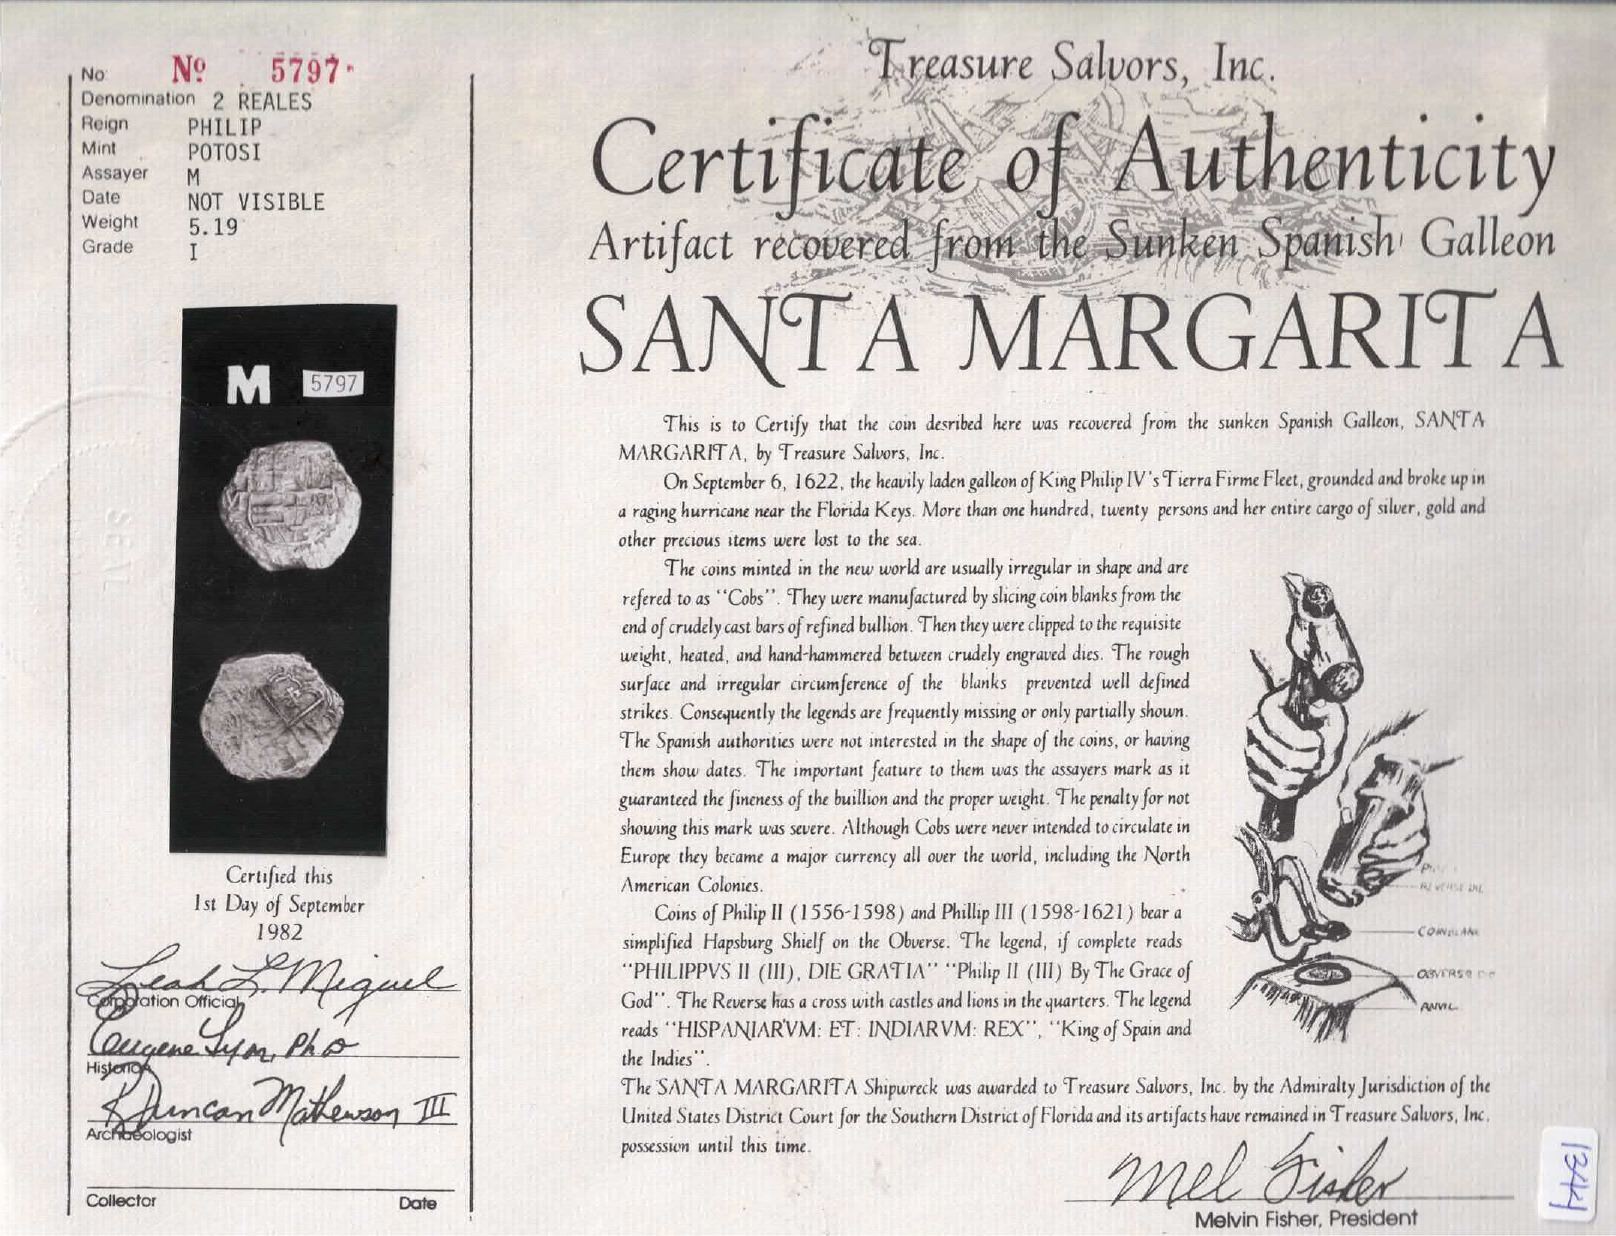 No. Nº 5797
Denomination 2 REALES
Reign PHILIP
Mint POTOSI
Assayer M
Date NOT VISIBLE
Weight 5.19
Grade I
M 5797
Certified this
1st Day of September
1982
Leah L. Miguel
Corporation Official
Eugene Lyon, PhD
Historian
R Duncan Mathewson III
Archaeologist
Collector Date
Treasure Salvors, Inc.
Certificate of Authenticity
Artifact recovered from the Sunken Spanish Galleon
SANTA MARGARITA
This is to Certify that the coin desribed here was recovered from the sunken Spanish Galleon, SANTA
MARGARITA, by Treasure Salvors, Inc.
On September 6, 1622, the heavily laden galleon of King Philip IV's Tierra Firme Fleet, grounded and broke up in
a raging hurricane near the Florida Keys. More than one hundred, twenty persons and her entire cargo of silver, gold and
other precious items were lost to the sea.
The coins minted in the new world are usually irregular in shape and are
refered to as "Cobs". They were manufactured by slicing coin blanks from the
end of crudely cast bars of refined bullion. Then they were clipped to the requisite
weight, heated, and hand-hammered between crudely engraved dies. The rough
surface and irregular circumference of the blanks prevented well defined
strikes. Consequently the legends are frequently missing or only partially shown.
The Spanish authorities were not interested in the shape of the coins, or having
them show dates. The important feature to them was the assayers mark as it
guaranteed the fineness of the buillion and the proper weight. The penalty for not
showing this mark was severe. Although Cobs were never intended to circulate in
Europe they became a major currency all over the world, including the North
American Colonies.
Coins of Philip II (1556-1598) and Phillip III (1598-1621) bear a
simplified Hapsburg Shielf on the Obverse. The legend, if complete reads
"PHILIPPVS II (III), DIE GRATIA" "Philip II (III) By The Grace of
God". The Reverse has a cross with castles and lions in the quarters. The legend
reads "HISPANIARVM: ET: INDIARVM: REX", "King of Spain and
the Indies".
The SANTA MARGARITA Shipwreck was awarded to Treasure Salvors, Inc. by the Admiralty Jurisdiction of the
United States District Court for the Southern District of Florida and its artifacts have remained in Treasure Salvors, Inc.
possession until this time.
REVERSE DIE
COIN BLANK
OBVERSE DIE
ANVIL
Mel Fisher
Melvin Fisher, President
1344
SEAL